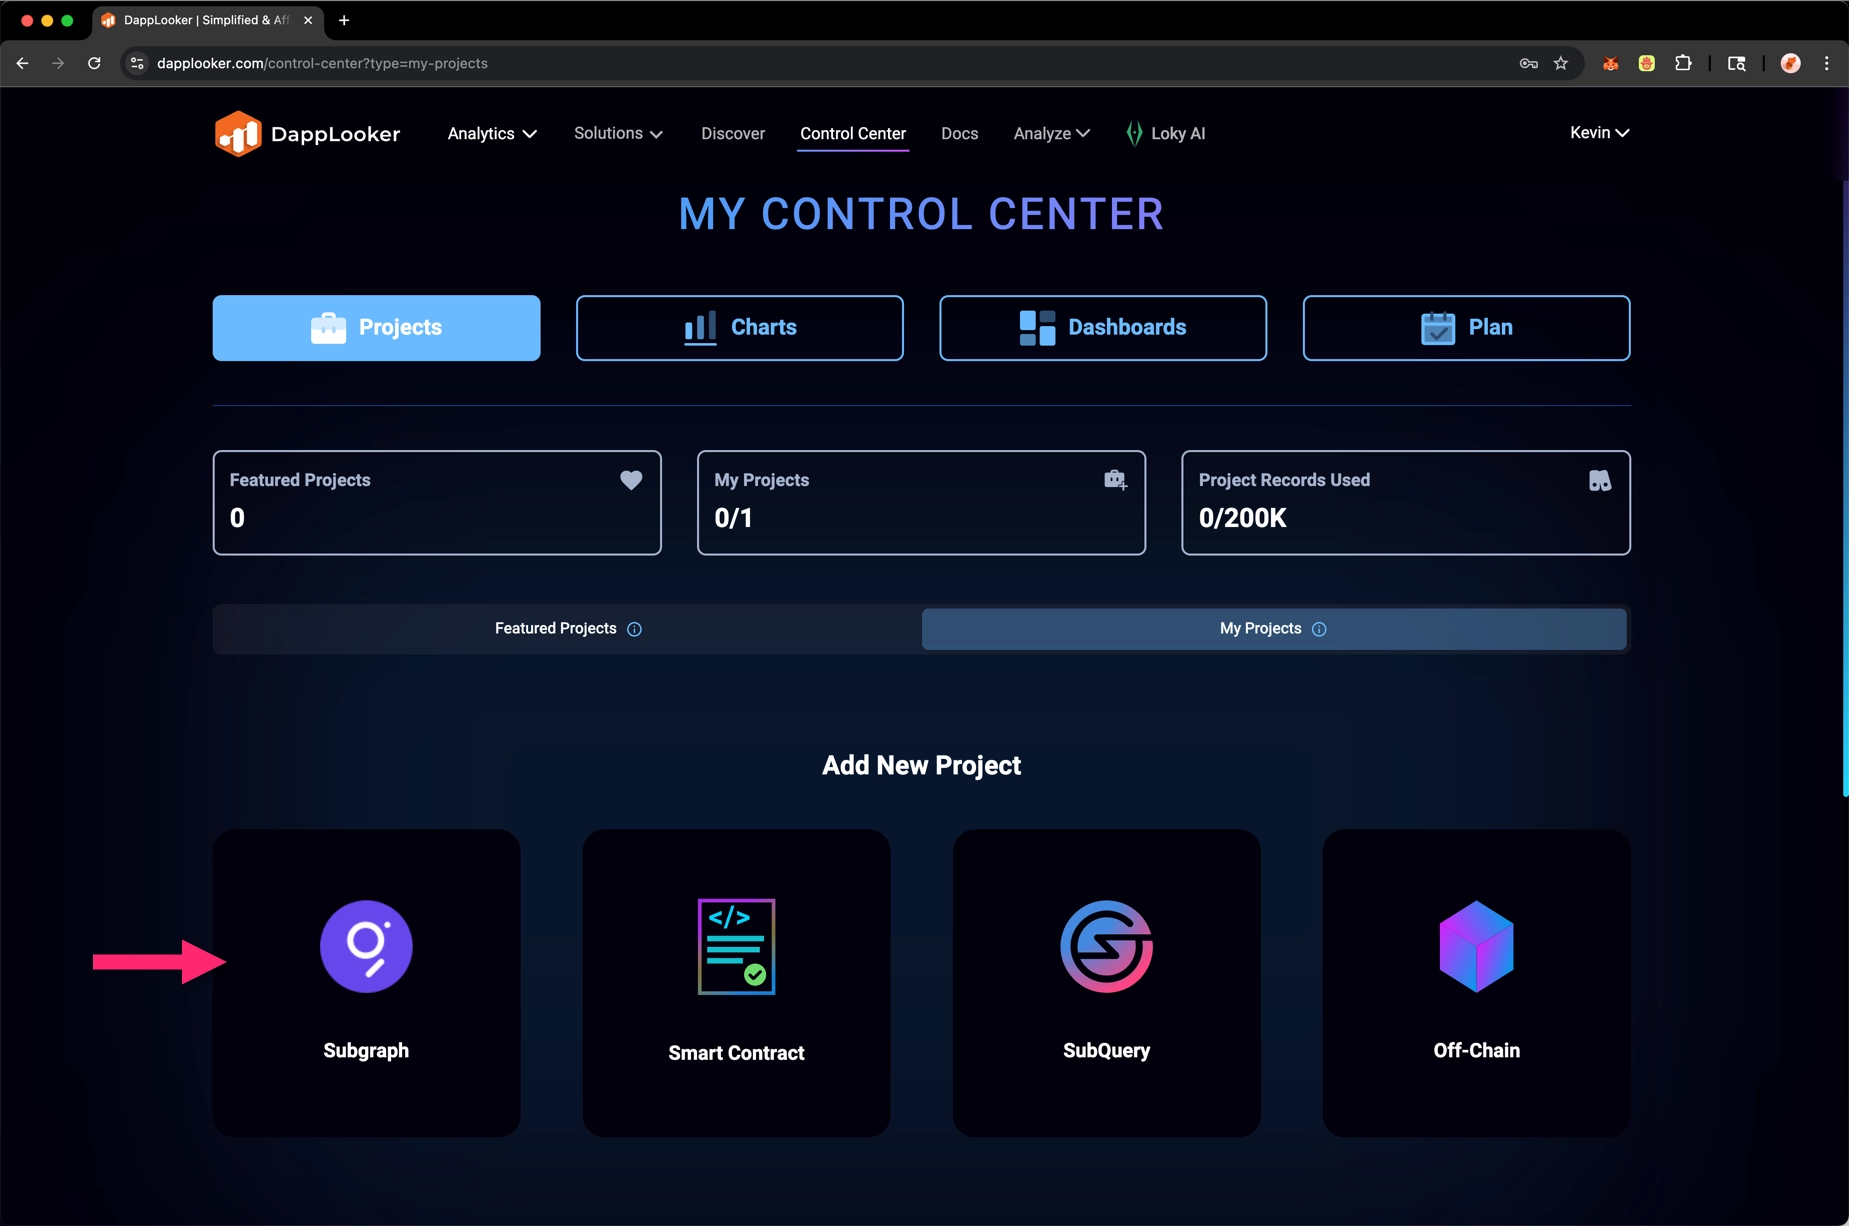 DappLooker | Simplified & Aff
dapplooker.com/control-center?type=my-projects
DappLooker
Analytics
Solutions
Discover
Control Center
Docs
Analyze
Loky AI
Kevin
MY CONTROL CENTER
Projects
Charts
Dashboards
Plan
Featured Projects
0
My Projects
0/1
Project Records Used
0/200K
Featured Projects
My Projects
Add New Project
Subgraph
</>
Smart Contract
SubQuery
Off-Chain